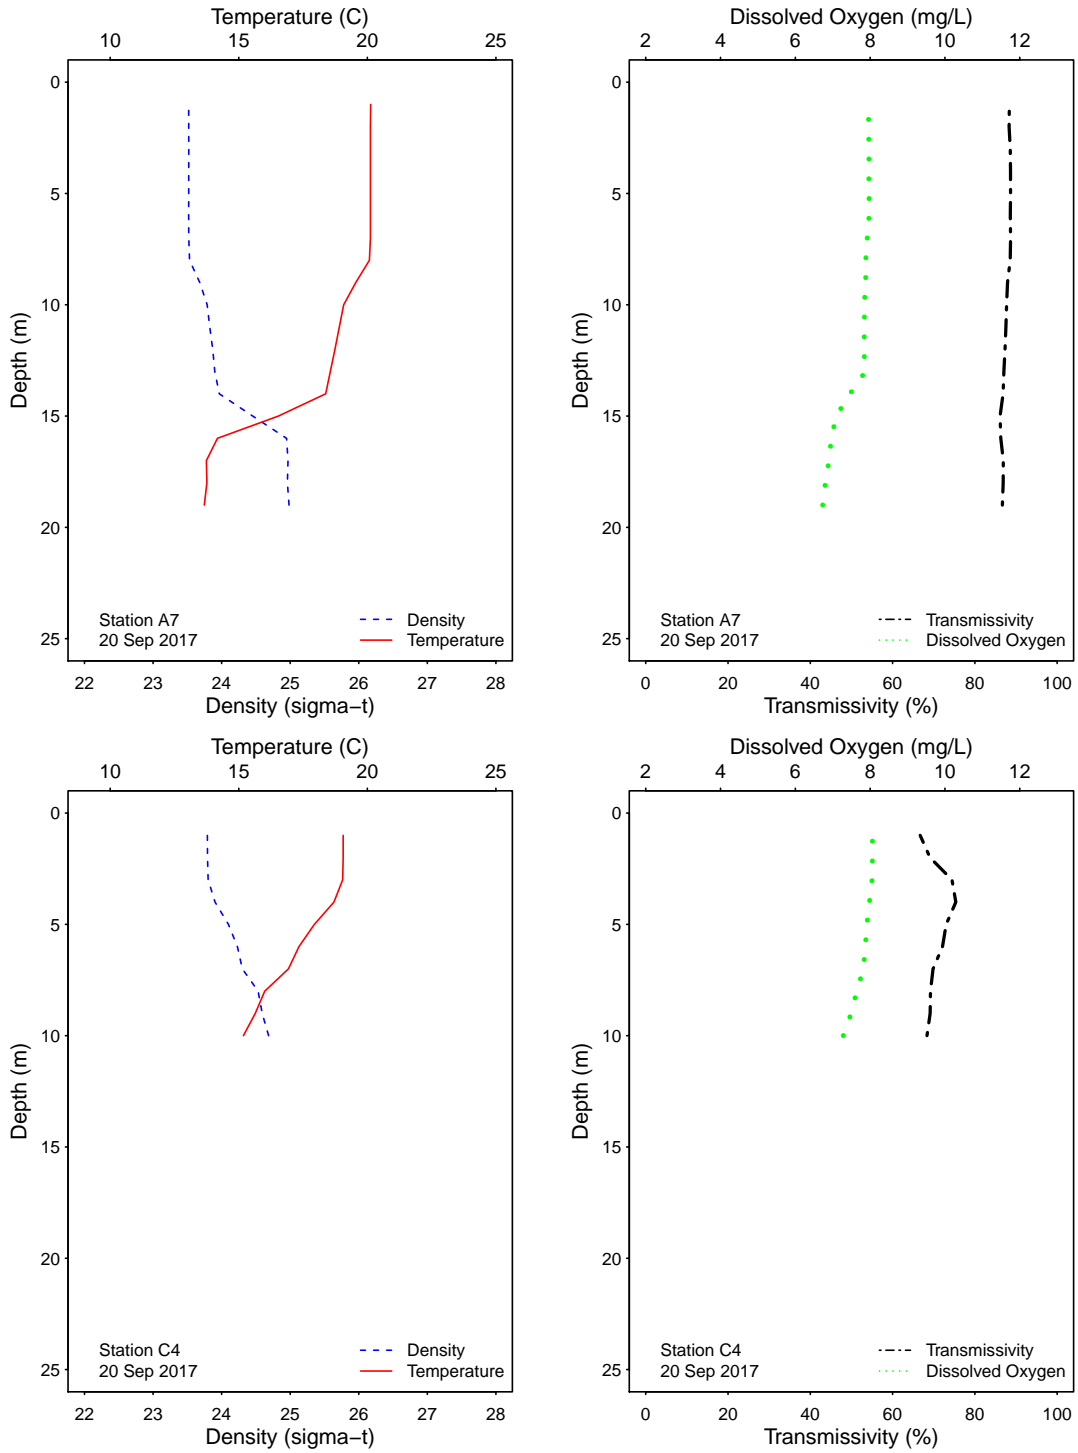 Temperature (C)
10 15 20 25
0
5
10
15
20
25
Depth (m)
Station A7
20 Sep 2017
Density
Temperature
22 23 24 25 26 27 28
Density (sigma−t)
Dissolved Oxygen (mg/L)
2 4 6 8 10 12
0
5
10
15
20
25
Depth (m)
Station A7
20 Sep 2017
Transmissivity
Dissolved Oxygen
0 20 40 60 80 100
Transmissivity (%)
Temperature (C)
10 15 20 25
0
5
10
15
20
25
Depth (m)
Station C4
20 Sep 2017
Density
Temperature
22 23 24 25 26 27 28
Density (sigma−t)
Dissolved Oxygen (mg/L)
2 4 6 8 10 12
0
5
10
15
20
25
Depth (m)
Station C4
20 Sep 2017
Transmissivity
Dissolved Oxygen
0 20 40 60 80 100
Transmissivity (%)